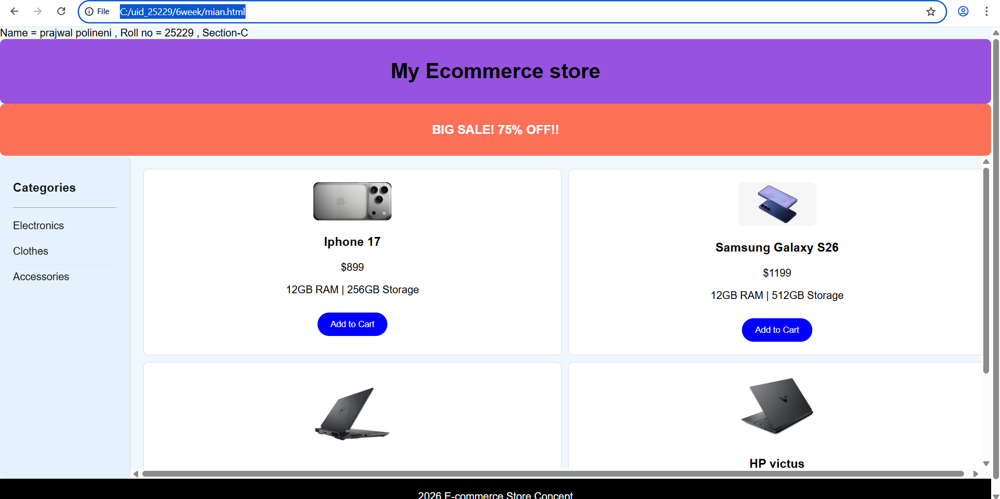 File C:/uid_25229/6week/mian.html
Name = prajwal polineni , Roll no = 25229 , Section-C
My Ecommerce store
BIG SALE! 75% OFF!!
Categories
Electronics
Clothes
Accessories
Iphone 17
$899
12GB RAM | 256GB Storage
Add to Cart
Samsung Galaxy S26
$1199
12GB RAM | 512GB Storage
Add to Cart
HP victus
2026 E-commerce Store Concept